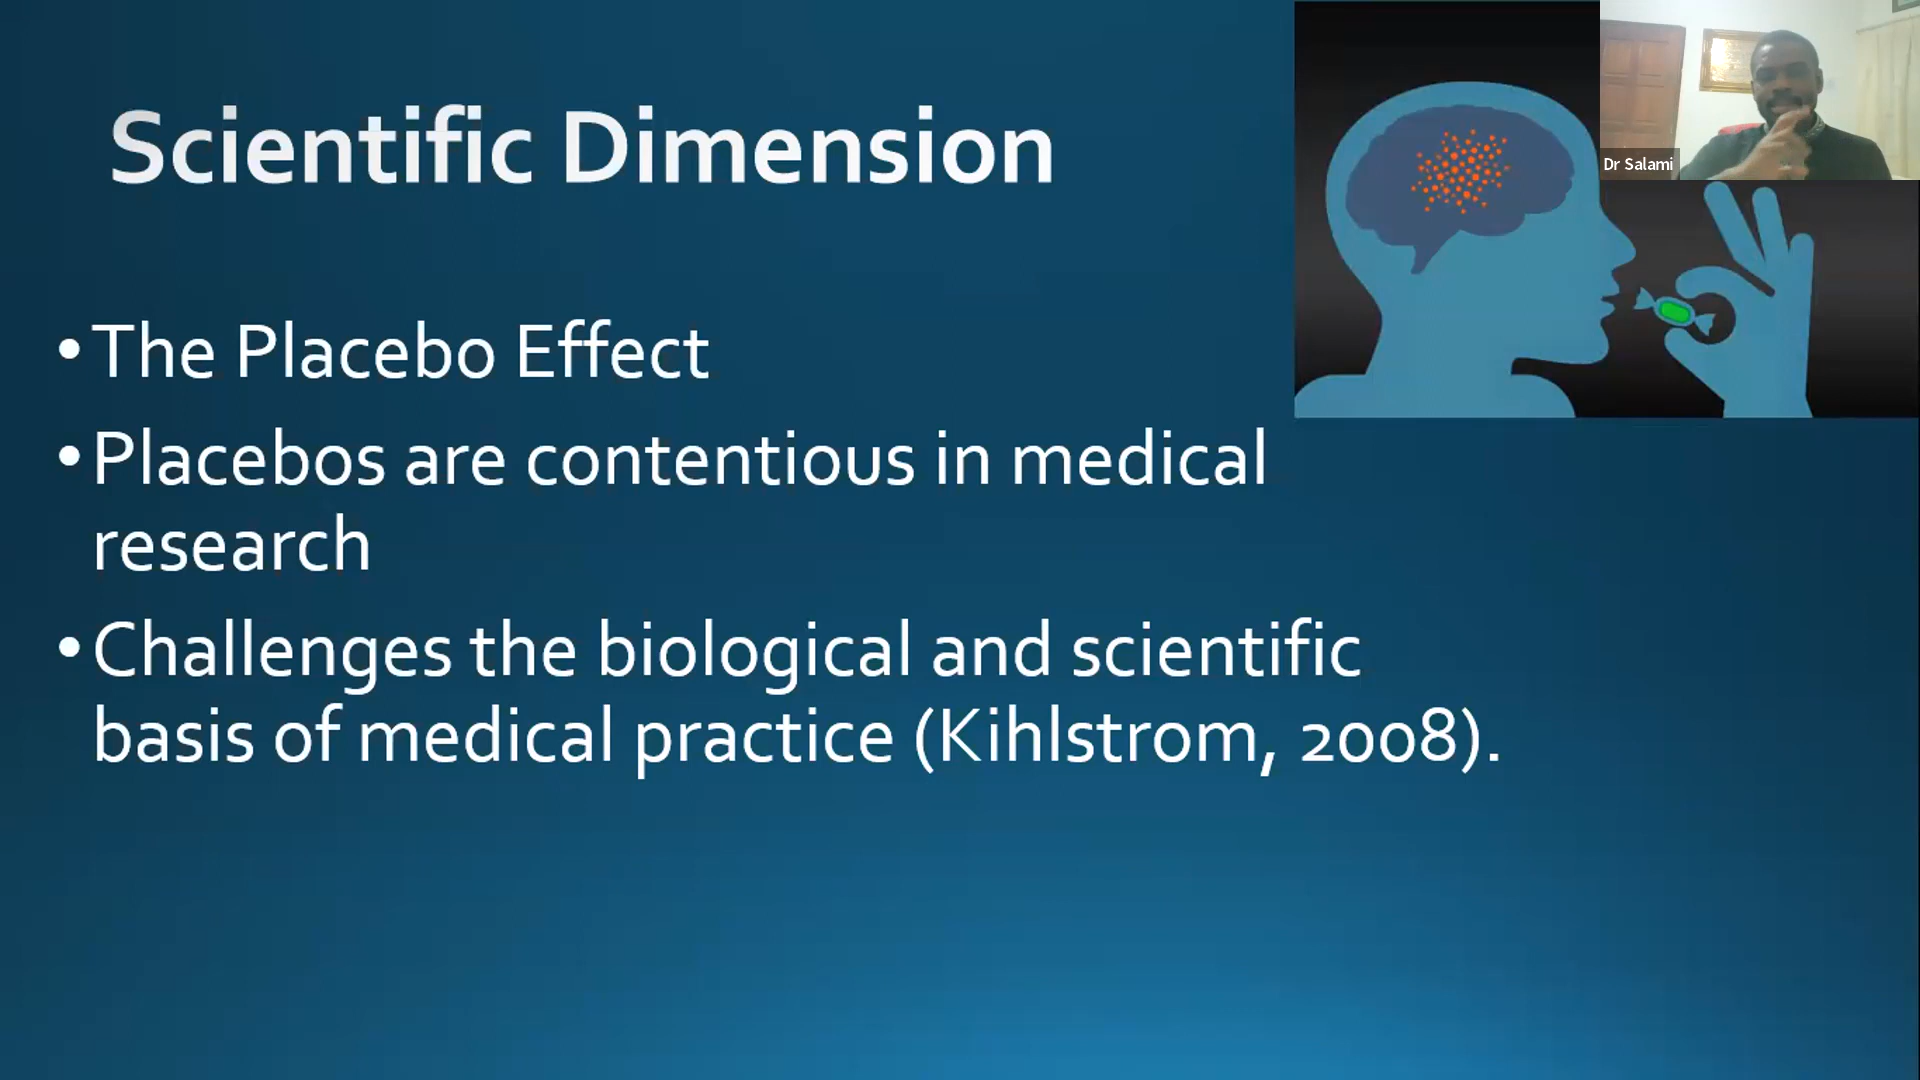 Scientific Dimension
Dr Salami
• The Placebo Effect
• Placebos are contentious in medical
research
• Challenges the biological and scientific
basis of medical practice (Kihlstrom, 2008).